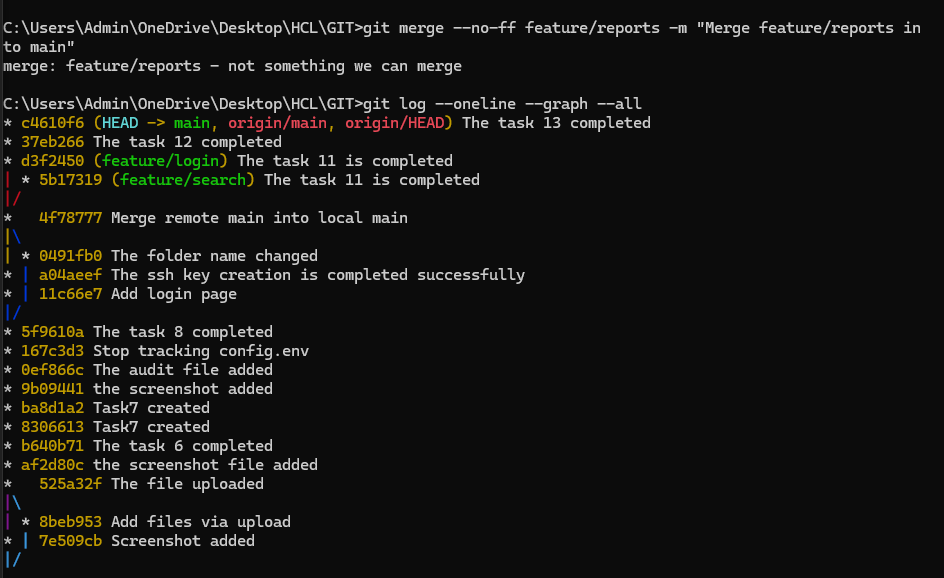 C:\Users\Admin\OneDrive\Desktop\HCL\GIT>git merge --no-ff feature/reports -m "Merge feature/reports in
to main"
merge: feature/reports - not something we can merge
C:\Users\Admin\OneDrive\Desktop\HCL\GIT>git log --oneline --graph --all
* c4610f6 (HEAD -> main, origin/main, origin/HEAD) The task 13 completed
* 37eb266 The task 12 completed
* d3f2450 (feature/login) The task 11 is completed
| * 5b17319 (feature/search) The task 11 is completed
|/
*   4f78777 Merge remote main into local main
|\
| * 0491fb0 The folder name changed
* | a04aeef The ssh key creation is completed successfully
* | 11c66e7 Add login page
|/
* 5f9610a The task 8 completed
* 167c3d3 Stop tracking config.env
* 0ef866c The audit file added
* 9b09441 the screenshot added
* ba8d1a2 Task7 created
* 8306613 Task7 created
* b640b71 The task 6 completed
* af2d80c the screenshot file added
*   525a32f The file uploaded
|\
| * 8beb953 Add files via upload
* | 7e509cb Screenshot added
|/